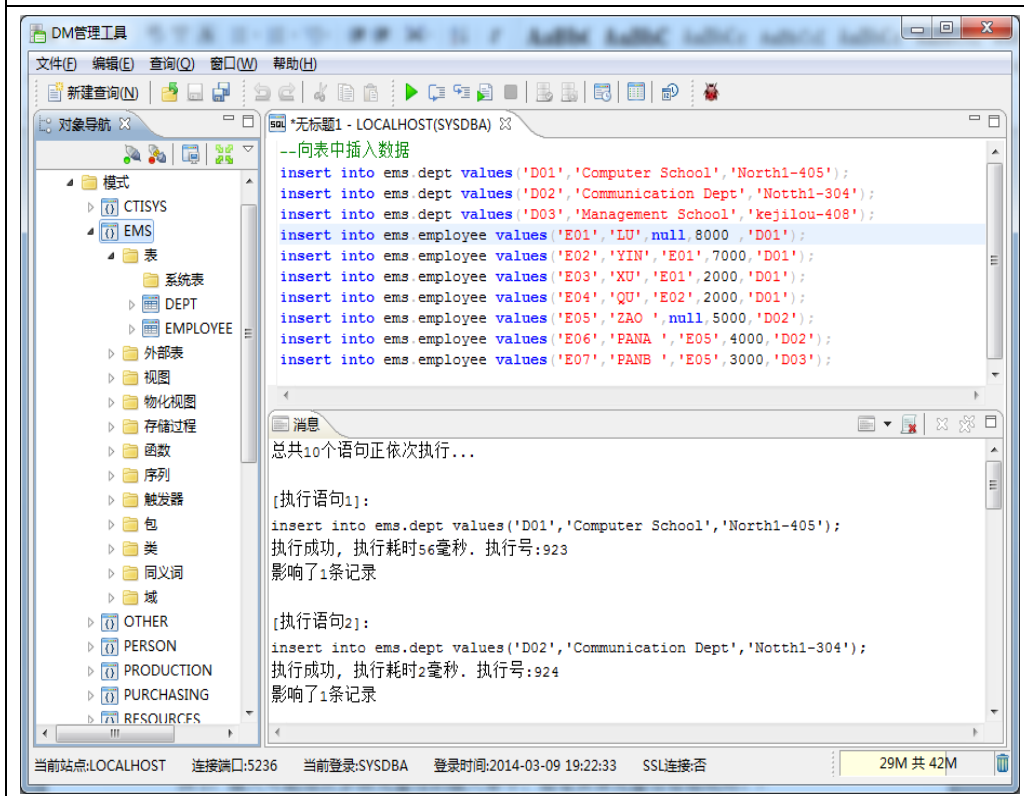 DM管理工具
文件(F) 编辑(E) 查询(Q) 窗口(W) 帮助(H)
新建查询(N)
对象导航
模式
CTISYS
EMS
表
系统表
DEPT
EMPLOYEE
外部表
视图
物化视图
存储过程
函数
序列
触发器
包
类
同义词
域
OTHER
PERSON
PRODUCTION
PURCHASING
RESOURCES
*无标题1 - LOCALHOST(SYSDBA)
--向表中插入数据
insert into ems.dept values('D01','Computer School','North1-405');
insert into ems.dept values('D02','Communication Dept','Notth1-304');
insert into ems.dept values('D03','Management School','kejilou-408');
insert into ems.employee values('E01','LU',null,8000 ,'D01');
insert into ems.employee values('E02','YIN','E01',7000,'D01');
insert into ems.employee values('E03','XU','E01',2000,'D01');
insert into ems.employee values('E04','QU','E02',2000,'D01');
insert into ems.employee values('E05','ZAO ',null,5000,'D02');
insert into ems.employee values('E06','PANA ','E05',4000,'D02');
insert into ems.employee values('E07','PANB ','E05',3000,'D03');
消息
总共10个语句正依次执行...
[执行语句1]:
insert into ems.dept values('D01','Computer School','North1-405');
执行成功, 执行耗时56毫秒. 执行号:923
影响了1条记录
[执行语句2]:
insert into ems.dept values('D02','Communication Dept','Notth1-304');
执行成功, 执行耗时2毫秒. 执行号:924
影响了1条记录
当前站点:LOCALHOST 连接端口:5236 当前登录:SYSDBA 登录时间:2014-03-09 19:22:33 SSL连接:否 29M 共 42M